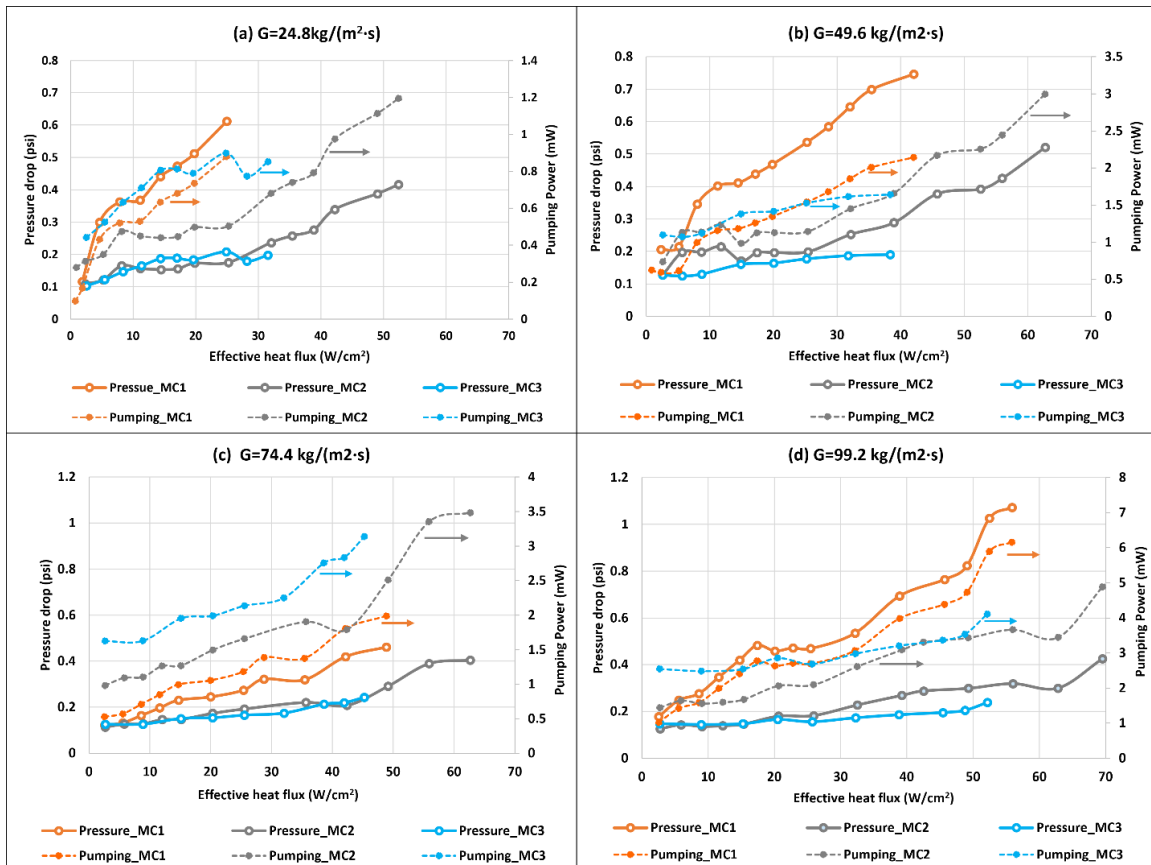 (a) G=24.8kg/(m²·s)
0.8
0.7
0.6
0.5
0.4
0.3
0.2
0.1
0
Pressure drop (psi)
1.4
1.2
1
0.8
0.6
0.4
0.2
0
Pumping Power (mW)
0 10 20 30 40 50 60 70
Effective heat flux (W/cm²)
Pressue_MC1 Pressure_MC2 Pressure_MC3
Pumping_MC1 Pumping_MC2 Pumping_MC3
(b) G=49.6 kg/(m2·s)
0.8
0.7
0.6
0.5
0.4
0.3
0.2
0.1
0
Pressure drop (psi)
3.5
3
2.5
2
1.5
1
0.5
0
Pumping Power (mW)
0 10 20 30 40 50 60 70
Effective heat flux (W/cm²)
Pressure_MC1 Pressure_MC2 Pressure_MC3
Pumping_MC1 Pumping_MC2 Pumping_MC3
(c) G=74.4 kg/(m2·s)
1.2
1
0.8
0.6
0.4
0.2
0
Pressure drop (psi)
4
3.5
3
2.5
2
1.5
1
0.5
0
Pumping Power (mW)
0 10 20 30 40 50 60 70
Effective heat flux (W/cm²)
Pressure_MC1 Pressure_MC2 Pressure_MC3
Pumping_MC1 Pumping_MC2 Pumping_MC3
(d) G=99.2 kg/(m2·s)
1.2
1
0.8
0.6
0.4
0.2
0
Pressure drop (psi)
8
7
6
5
4
3
2
1
0
Pumping Power (mW)
0 10 20 30 40 50 60 70
Effective heat flux (W/cm²)
Pressure_MC1 Pressure_MC2 Pressure_MC3
Pumping_MC1 Pumping_MC2 Pumping_MC3